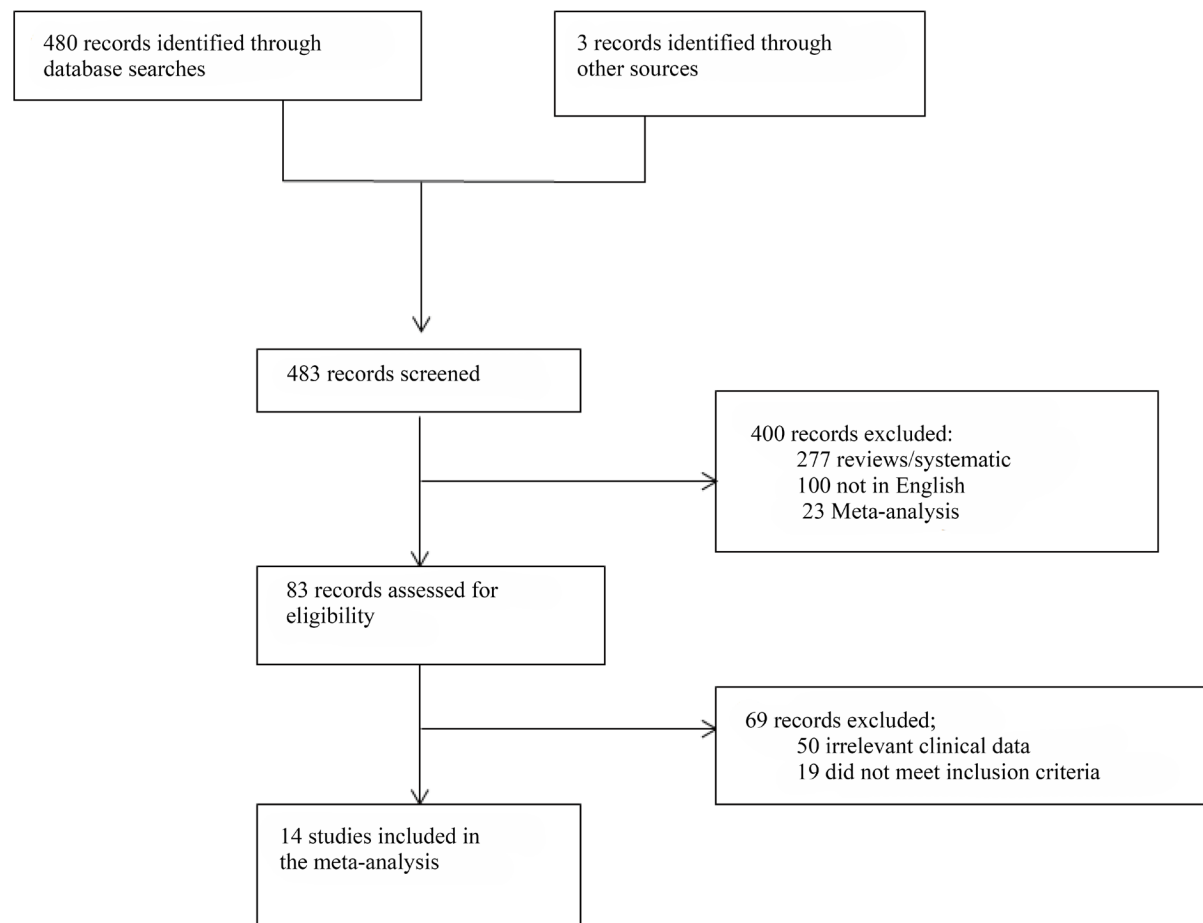 480 records identified through
database searches
3 records identified through
other sources
483 records screened
400 records excluded:
277 reviews/systematic
100 not in English
23 Meta-analysis
83 records assessed for
eligibility
69 records excluded;
50 irrelevant clinical data
19 did not meet inclusion criteria
14 studies included in
the meta-analysis